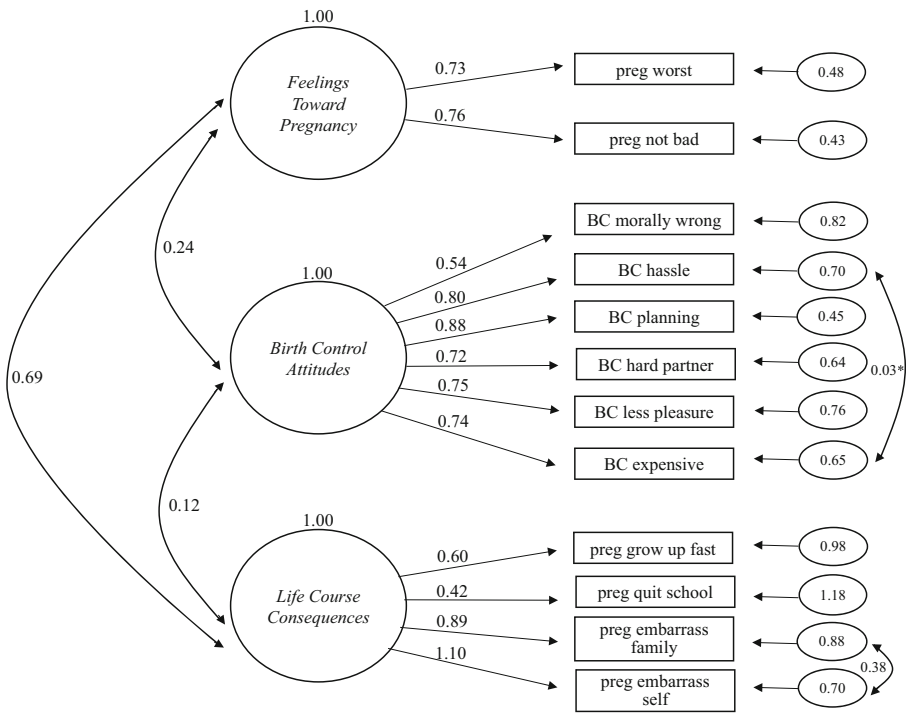 1.00
Feelings
Toward
Pregnancy
0.73
preg worst
0.48
0.76
preg not bad
0.43
0.24
0.69
1.00
Birth Control
Attitudes
0.54
BC morally wrong
0.82
0.80
BC hassle
0.70
0.88
BC planning
0.45
0.72
BC hard partner
0.64
0.03*
0.75
BC less pleasure
0.76
0.74
BC expensive
0.65
0.12
1.00
Life Course
Consequences
0.60
preg grow up fast
0.98
0.42
preg quit school
1.18
0.89
preg embarrass
family
0.88
0.38
1.10
preg embarrass
self
0.70